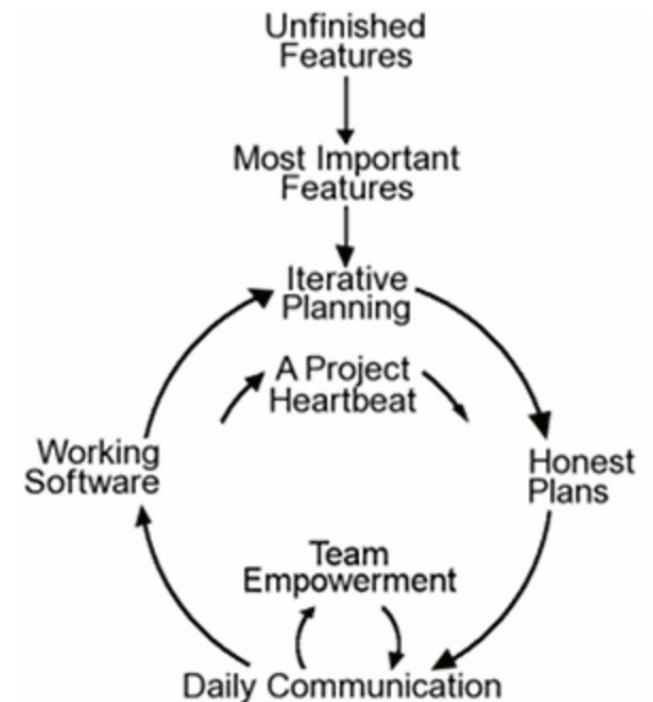 Unfinished
Features
Most Important
Features
Iterative
Planning
A Project
Heartbeat
Working
Software
Honest
Plans
Team
Empowerment
Daily Communication